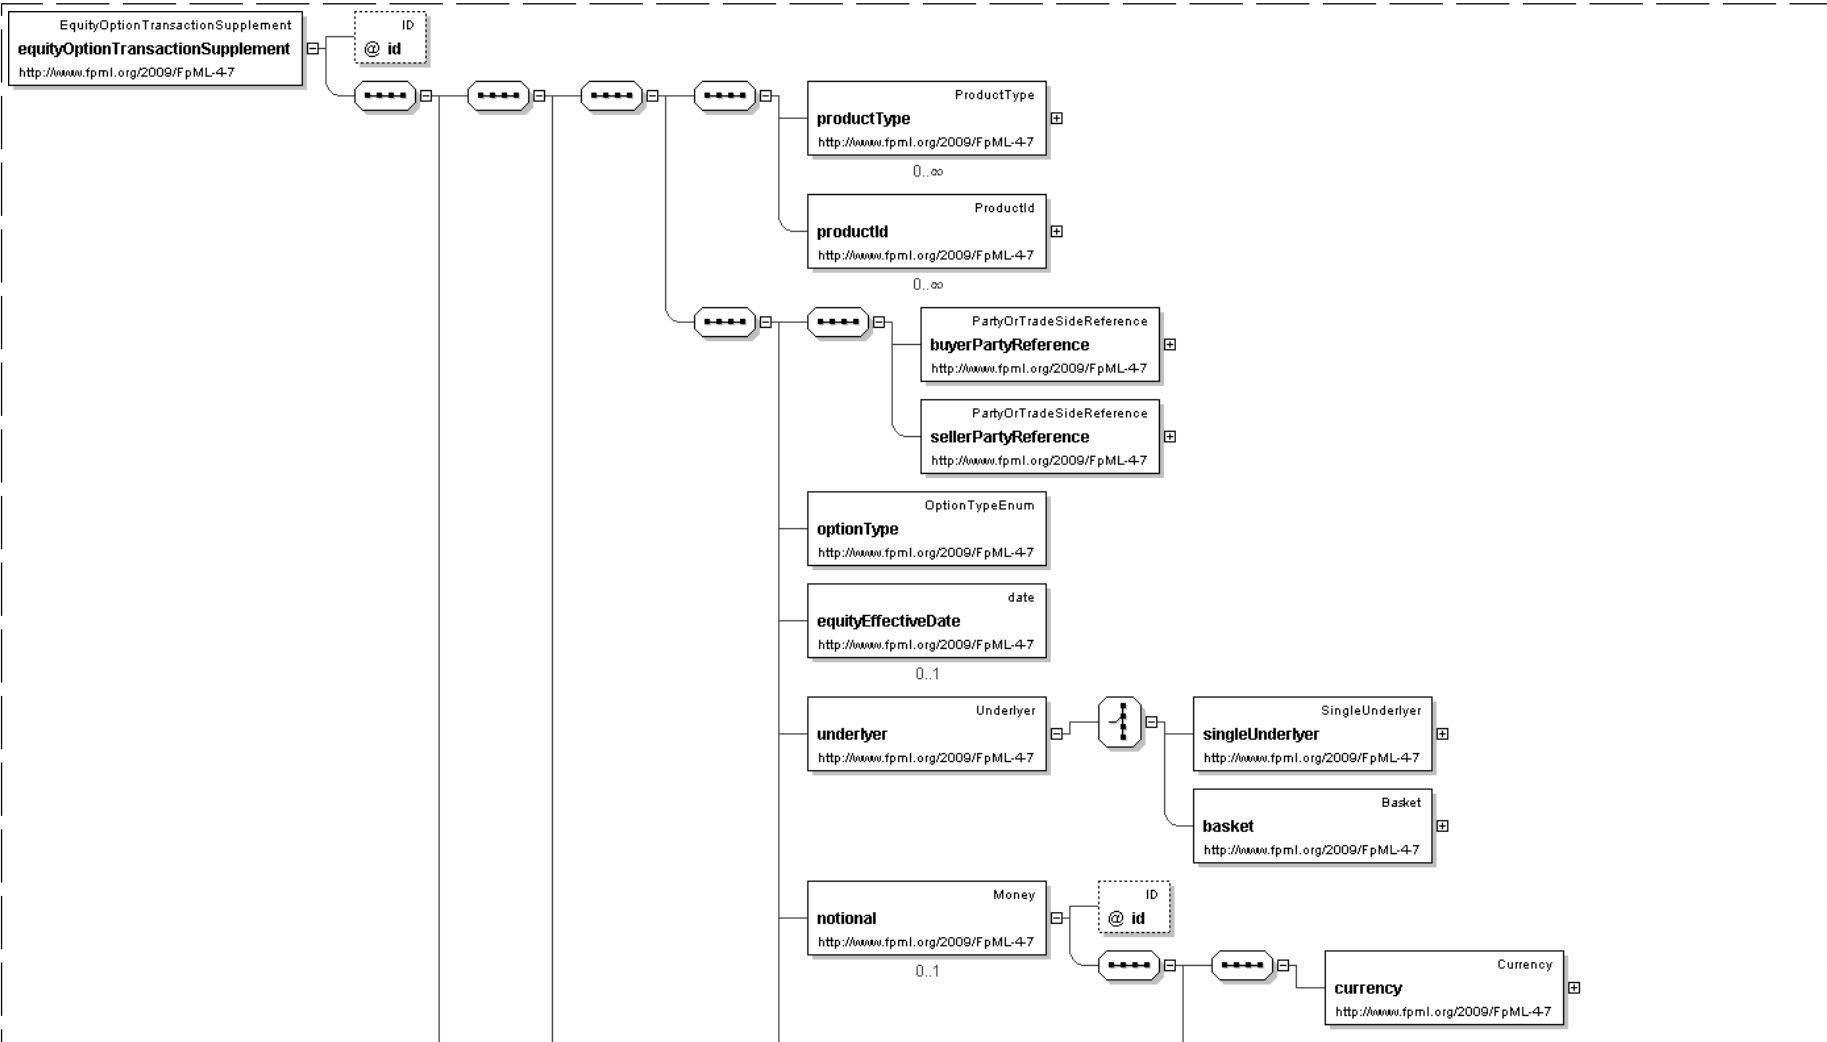 EquityOptionTransactionSupplement
equityOptionTransactionSupplement
http://www.fpml.org/2009/FpML-4-7
ID
@ id
ProductType
productType
http://www.fpml.org/2009/FpML-4-7
0..∞
ProductId
productId
http://www.fpml.org/2009/FpML-4-7
0..∞
PartyOrTradeSideReference
buyerPartyReference
http://www.fpml.org/2009/FpML-4-7
PartyOrTradeSideReference
sellerPartyReference
http://www.fpml.org/2009/FpML-4-7
OptionTypeEnum
optionType
http://www.fpml.org/2009/FpML-4-7
date
equityEffectiveDate
http://www.fpml.org/2009/FpML-4-7
0..1
Underlyer
underlyer
http://www.fpml.org/2009/FpML-4-7
SingleUnderlyer
singleUnderlyer
http://www.fpml.org/2009/FpML-4-7
Basket
basket
http://www.fpml.org/2009/FpML-4-7
Money
notional
http://www.fpml.org/2009/FpML-4-7
0..1
ID
@ id
Currency
currency
http://www.fpml.org/2009/FpML-4-7